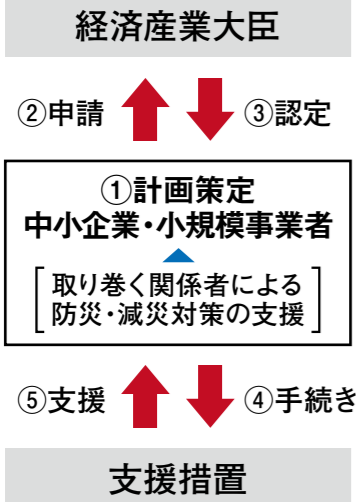 経済産業大臣
②申請 ③認定
①計画策定
中小企業・小規模事業者
取り巻く関係者による
防災・減災対策の支援
⑤支援 ④手続き
支援措置